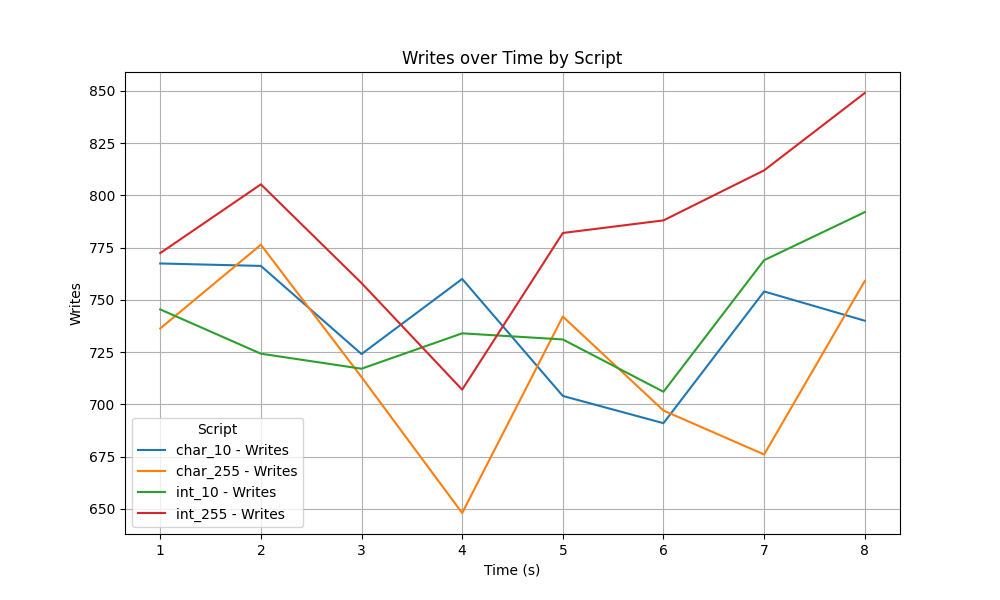 Writes over Time by Script
Writes
850
825
800
775
750
725
700
675
650
Script
char_10 - Writes
char_255 - Writes
int_10 - Writes
int_255 - Writes
1 2 3 4 5 6 7 8
Time (s)